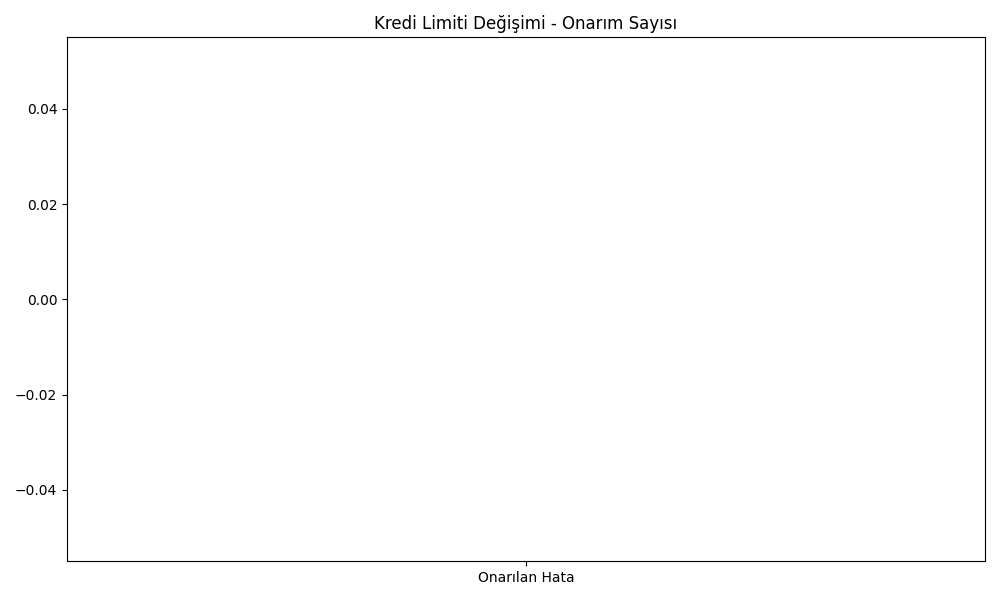 Kredi Limiti Değişimi - Onarım Sayısı
0.04
0.02
0.00
−0.02
−0.04
Onarılan Hata